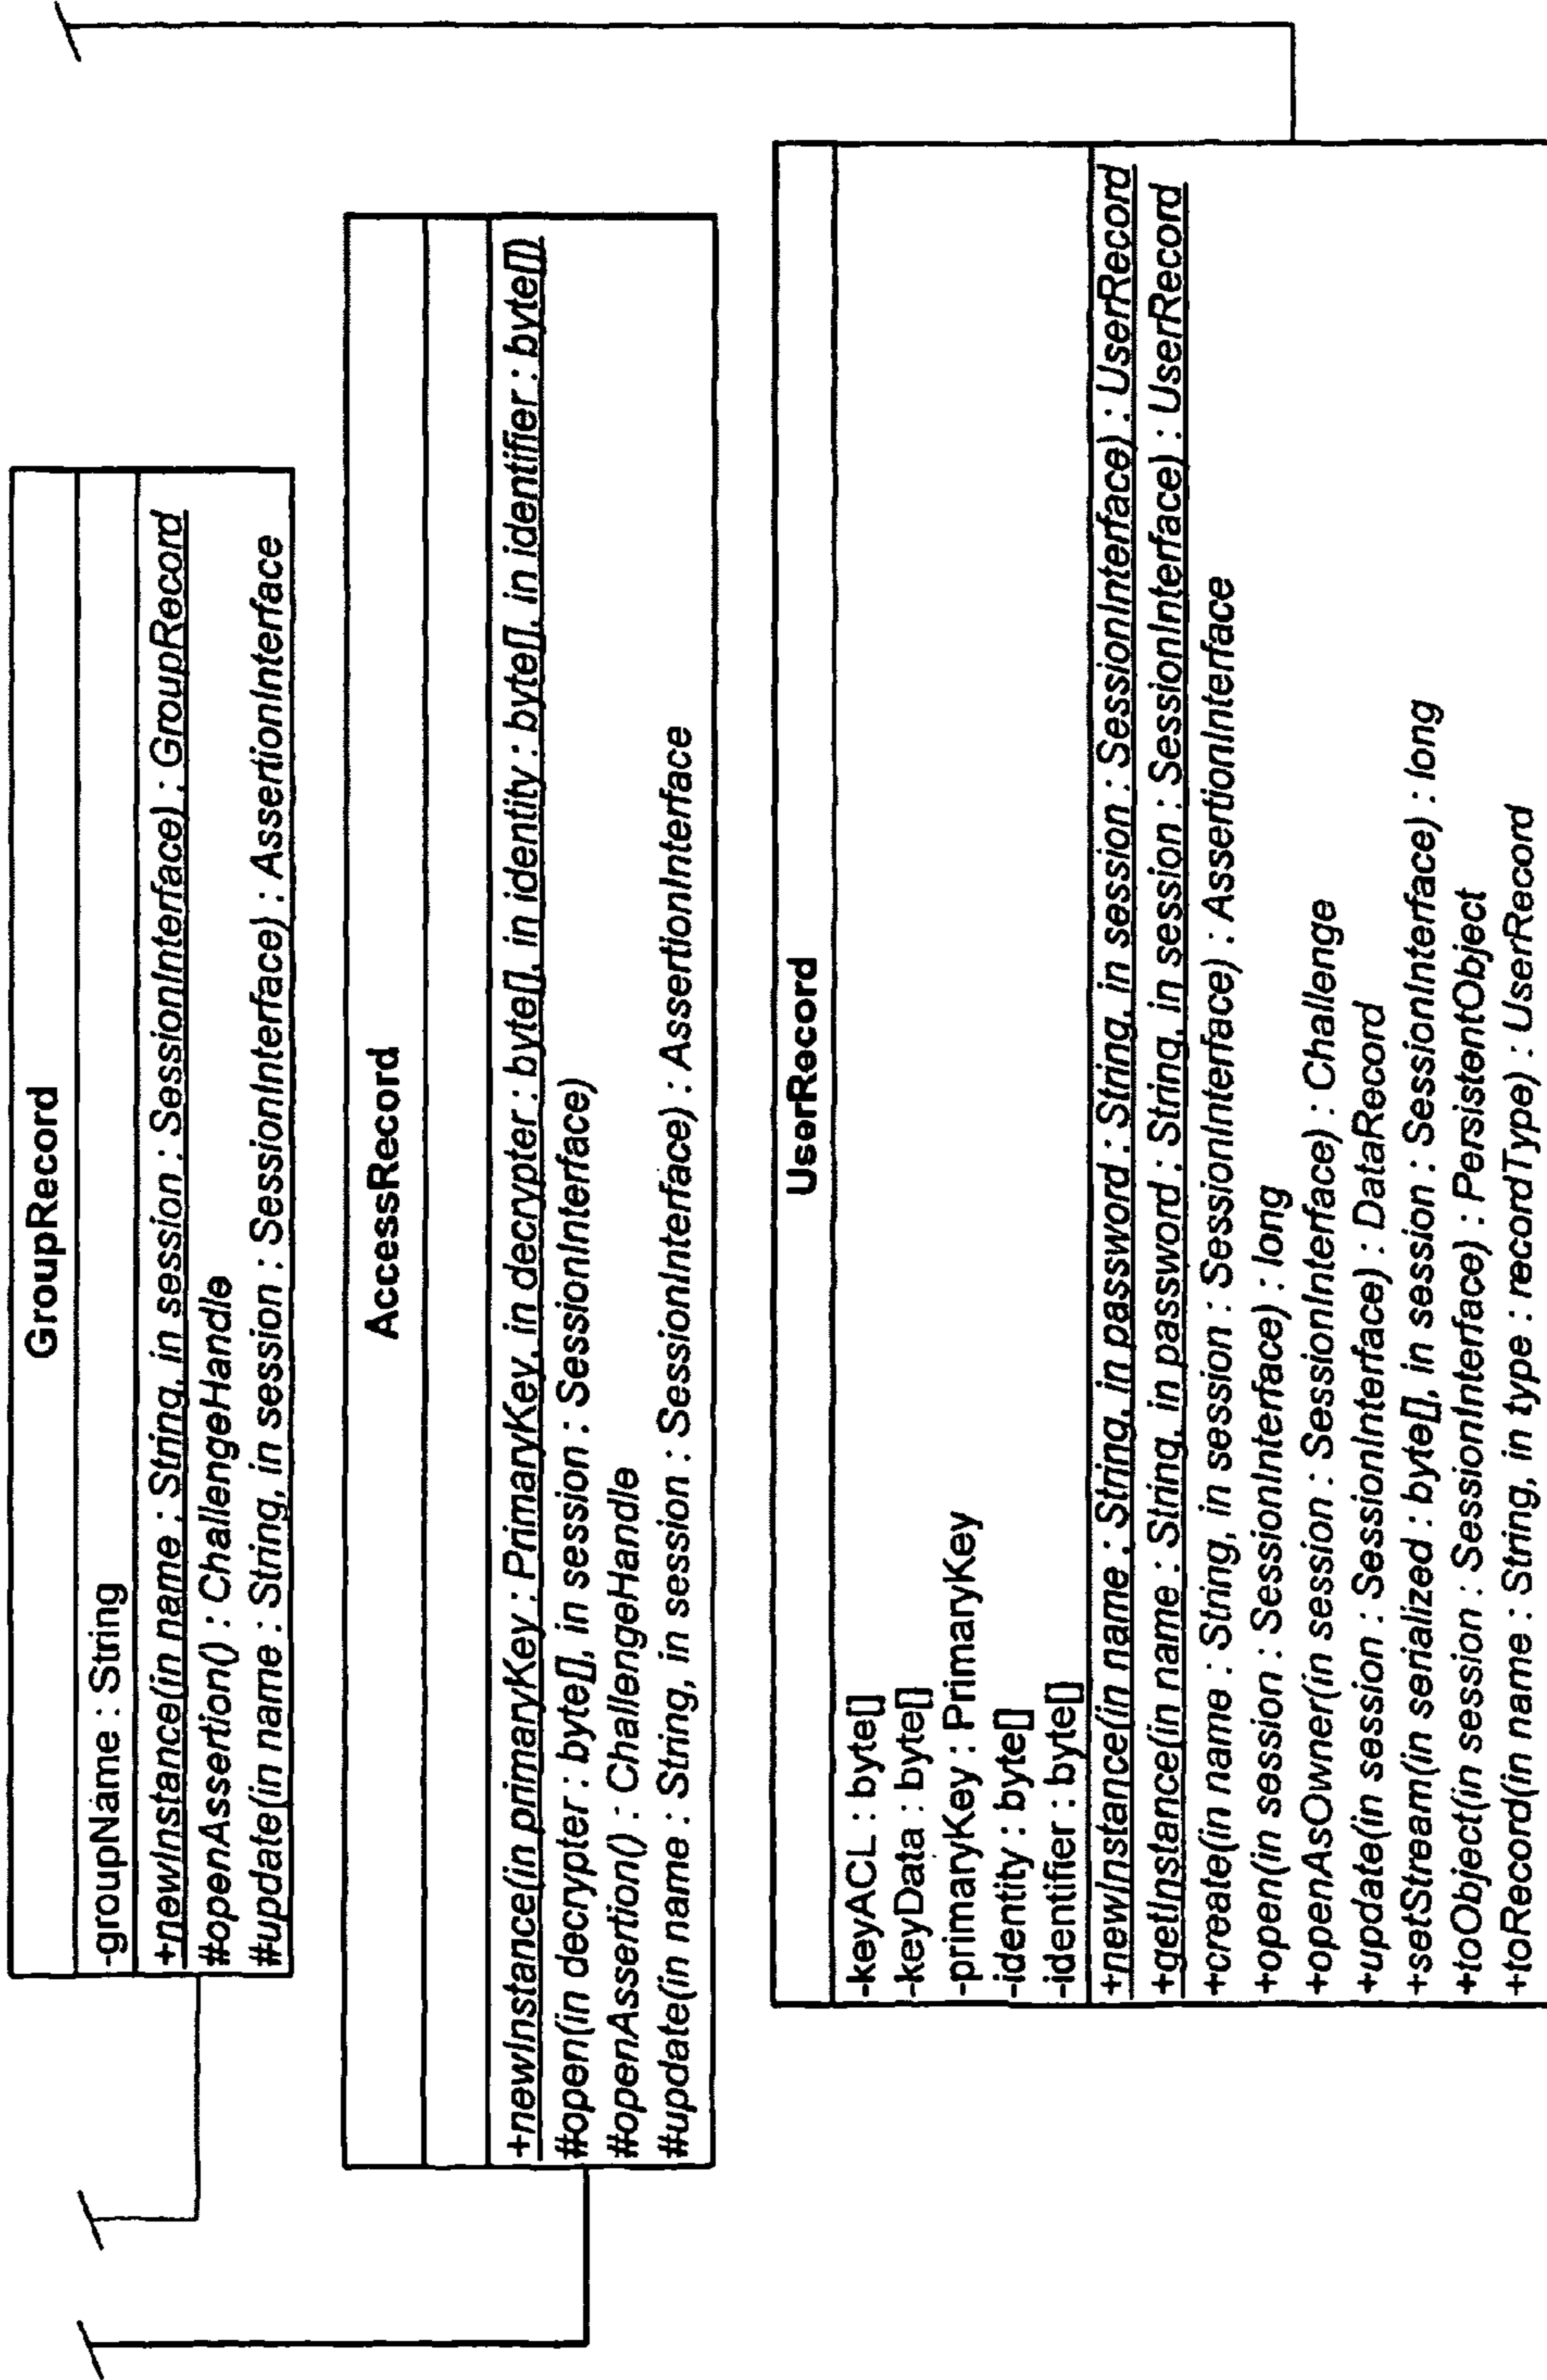 GroupRecord
-groupName : String
+newInstance(in name : String, in session : SessionInterface) : GroupRecord
#openAssertion() : ChallengeHandle
#update(in name : String, in session : SessionInterface) : AssertionInterface
AccessRecord
+newInstance(in primaryKey : PrimaryKey, in decrypter : byte[], in identity : byte[], in identifier : byte[])
#open(in decrypter : byte[], in session : SessionInterface)
#openAssertion() : ChallengeHandle
#update(in name : String, in session : SessionInterface) : AssertionInterface
UserRecord
-keyACL : byte[]
-keyData : byte[]
-primaryKey : PrimaryKey
-identity : byte[]
-identifier : byte[]
+newInstance(in name : String, in password : String, in session : SessionInterface) : UserRecord
+getInstance(in name : String, in password : String, in session : SessionInterface) : UserRecord
+create(in name : String, in session : SessionInterface) : AssertionInterface
+open(in session : SessionInterface) : long
+openAsOwner(in session : SessionInterface) : Challenge
+update(in session : SessionInterface) : DataRecord
+setStream(in serialized : byte[], in session : SessionInterface) : long
+toObject(in session : SessionInterface) : PersistentObject
+toRecord(in name : String, in type : recordType) : UserRecord